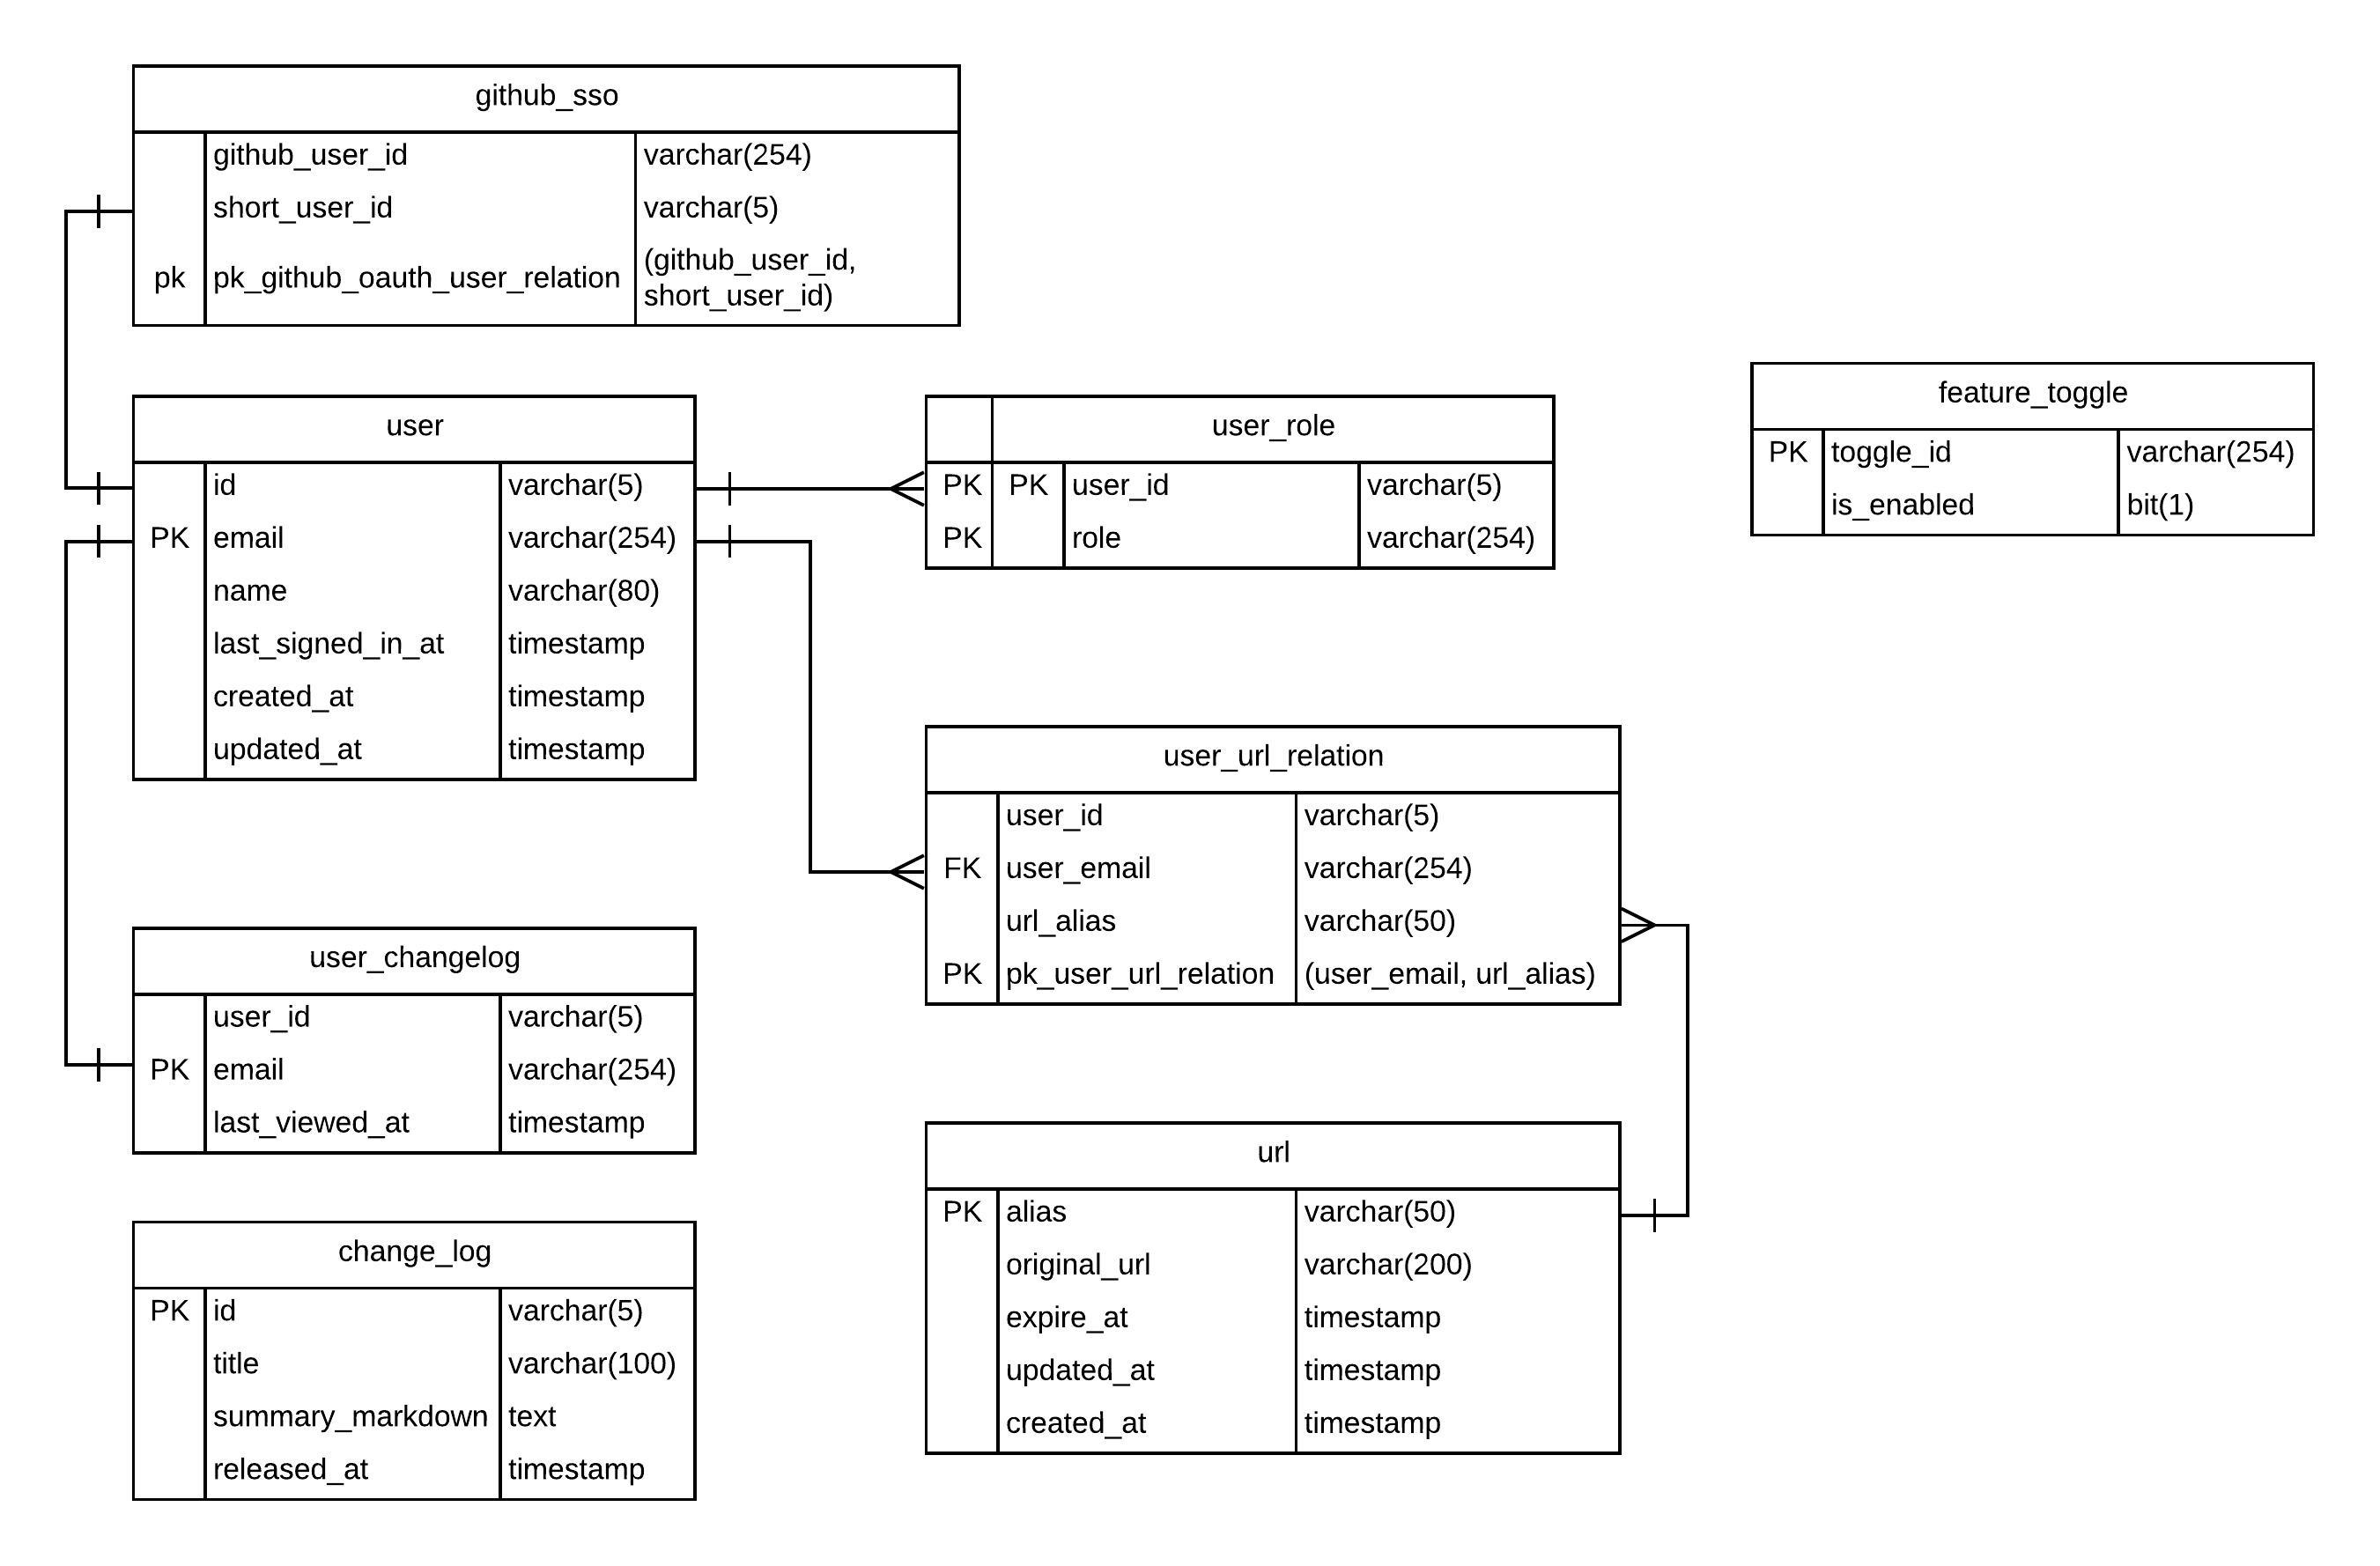 github_sso
github_user_id varchar(254)
short_user_id varchar(5)
pk pk_github_oauth_user_relation (github_user_id,
short_user_id)
user
id varchar(5)
PK email varchar(254)
name varchar(80)
last_signed_in_at timestamp
created_at timestamp
updated_at timestamp
user_role
PK PK user_id varchar(5)
PK role varchar(254)
feature_toggle
PK toggle_id varchar(254)
is_enabled bit(1)
user_url_relation
user_id varchar(5)
FK user_email varchar(254)
url_alias varchar(50)
PK pk_user_url_relation (user_email, url_alias)
user_changelog
user_id varchar(5)
PK email varchar(254)
last_viewed_at timestamp
url
PK alias varchar(50)
original_url varchar(200)
expire_at timestamp
updated_at timestamp
created_at timestamp
change_log
PK id varchar(5)
title varchar(100)
summary_markdown text
released_at timestamp